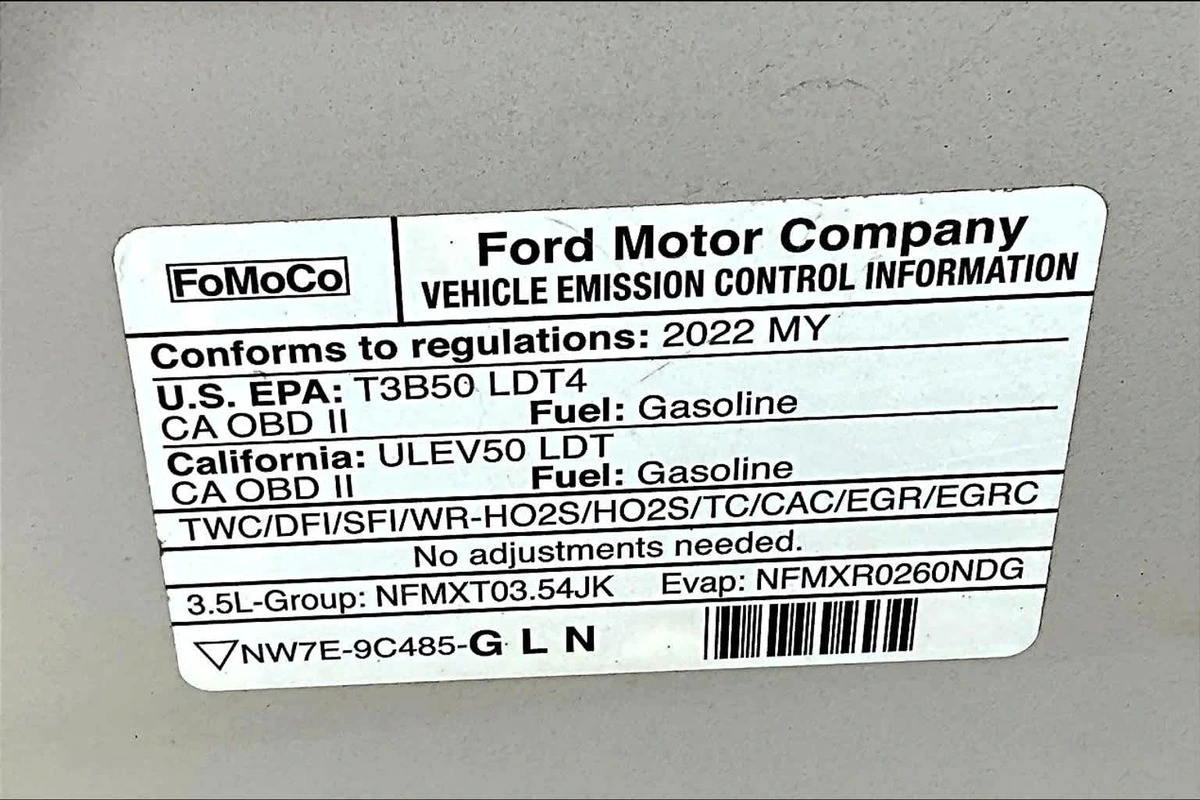 FoMoCo
Ford Motor Company
VEHICLE EMISSION CONTROL INFORMATION
Conforms to regulations: 2022 MY
U.S. EPA: T3B50 LDT4
CA OBD II Fuel: Gasoline
California: ULEV50 LDT
CA OBD II Fuel: Gasoline
TWC/DFI/SFI/WR-HO2S/HO2S/TC/CAC/EGR/EGRC
No adjustments needed.
3.5L-Group: NFMXT03.54JK Evap: NFMXR0260NDG
NW7E-9C485-G L N